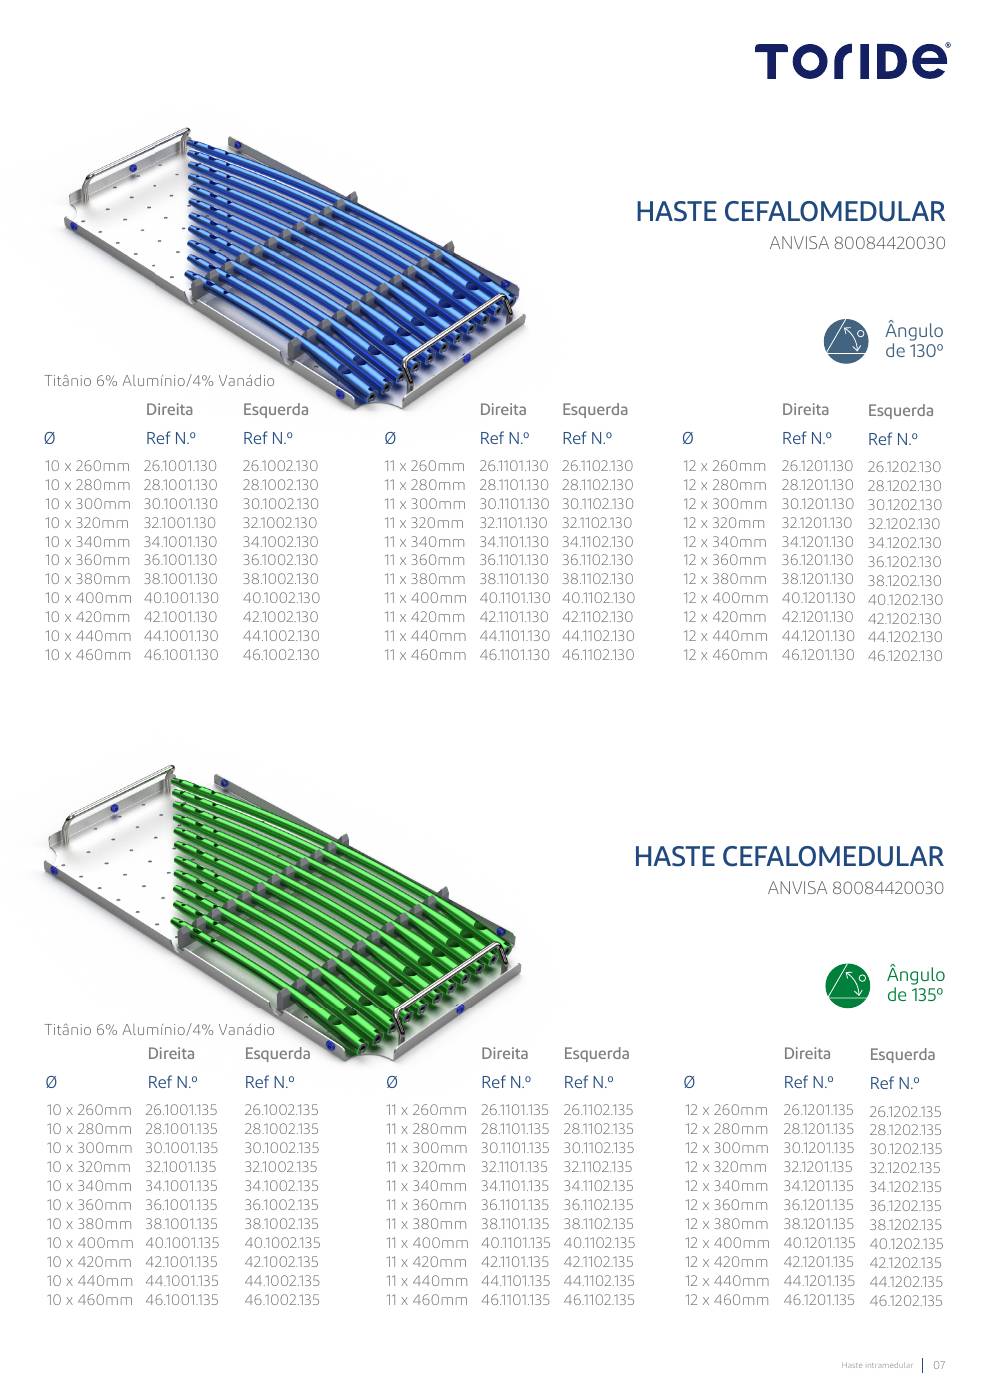 TORIDE®
HASTE CEFALOMEDULAR
ANVISA 80084420030
Ângulo
de 130º
Titânio 6% Alumínio/4% Vanádio
Direita Esquerda Direita Esquerda Direita Esquerda
Ø Ref N.º Ref N.º Ø Ref N.º Ref N.º Ø Ref N.º Ref N.º
10 x 260mm 26.1001.130 26.1002.130 11 x 260mm 26.1101.130 26.1102.130 12 x 260mm 26.1201.130 26.1202.130
10 x 280mm 28.1001.130 28.1002.130 11 x 280mm 28.1101.130 28.1102.130 12 x 280mm 28.1201.130 28.1202.130
10 x 300mm 30.1001.130 30.1002.130 11 x 300mm 30.1101.130 30.1102.130 12 x 300mm 30.1201.130 30.1202.130
10 x 320mm 32.1001.130 32.1002.130 11 x 320mm 32.1101.130 32.1102.130 12 x 320mm 32.1201.130 32.1202.130
10 x 340mm 34.1001.130 34.1002.130 11 x 340mm 34.1101.130 34.1102.130 12 x 340mm 34.1201.130 34.1202.130
10 x 360mm 36.1001.130 36.1002.130 11 x 360mm 36.1101.130 36.1102.130 12 x 360mm 36.1201.130 36.1202.130
10 x 380mm 38.1001.130 38.1002.130 11 x 380mm 38.1101.130 38.1102.130 12 x 380mm 38.1201.130 38.1202.130
10 x 400mm 40.1001.130 40.1002.130 11 x 400mm 40.1101.130 40.1102.130 12 x 400mm 40.1201.130 40.1202.130
10 x 420mm 42.1001.130 42.1002.130 11 x 420mm 42.1101.130 42.1102.130 12 x 420mm 42.1201.130 42.1202.130
10 x 440mm 44.1001.130 44.1002.130 11 x 440mm 44.1101.130 44.1102.130 12 x 440mm 44.1201.130 44.1202.130
10 x 460mm 46.1001.130 46.1002.130 11 x 460mm 46.1101.130 46.1102.130 12 x 460mm 46.1201.130 46.1202.130
HASTE CEFALOMEDULAR
ANVISA 80084420030
Ângulo
de 135º
Titânio 6% Alumínio/4% Vanádio
Direita Esquerda Direita Esquerda Direita Esquerda
Ø Ref N.º Ref N.º Ø Ref N.º Ref N.º Ø Ref N.º Ref N.º
10 x 260mm 26.1001.135 26.1002.135 11 x 260mm 26.1101.135 26.1102.135 12 x 260mm 26.1201.135 26.1202.135
10 x 280mm 28.1001.135 28.1002.135 11 x 280mm 28.1101.135 28.1102.135 12 x 280mm 28.1201.135 28.1202.135
10 x 300mm 30.1001.135 30.1002.135 11 x 300mm 30.1101.135 30.1102.135 12 x 300mm 30.1201.135 30.1202.135
10 x 320mm 32.1001.135 32.1002.135 11 x 320mm 32.1101.135 32.1102.135 12 x 320mm 32.1201.135 32.1202.135
10 x 340mm 34.1001.135 34.1002.135 11 x 340mm 34.1101.135 34.1102.135 12 x 340mm 34.1201.135 34.1202.135
10 x 360mm 36.1001.135 36.1002.135 11 x 360mm 36.1101.135 36.1102.135 12 x 360mm 36.1201.135 36.1202.135
10 x 380mm 38.1001.135 38.1002.135 11 x 380mm 38.1101.135 38.1102.135 12 x 380mm 38.1201.135 38.1202.135
10 x 400mm 40.1001.135 40.1002.135 11 x 400mm 40.1101.135 40.1102.135 12 x 400mm 40.1201.135 40.1202.135
10 x 420mm 42.1001.135 42.1002.135 11 x 420mm 42.1101.135 42.1102.135 12 x 420mm 42.1201.135 42.1202.135
10 x 440mm 44.1001.135 44.1002.135 11 x 440mm 44.1101.135 44.1102.135 12 x 440mm 44.1201.135 44.1202.135
10 x 460mm 46.1001.135 46.1002.135 11 x 460mm 46.1101.135 46.1102.135 12 x 460mm 46.1201.135 46.1202.135
Haste intramedular 07